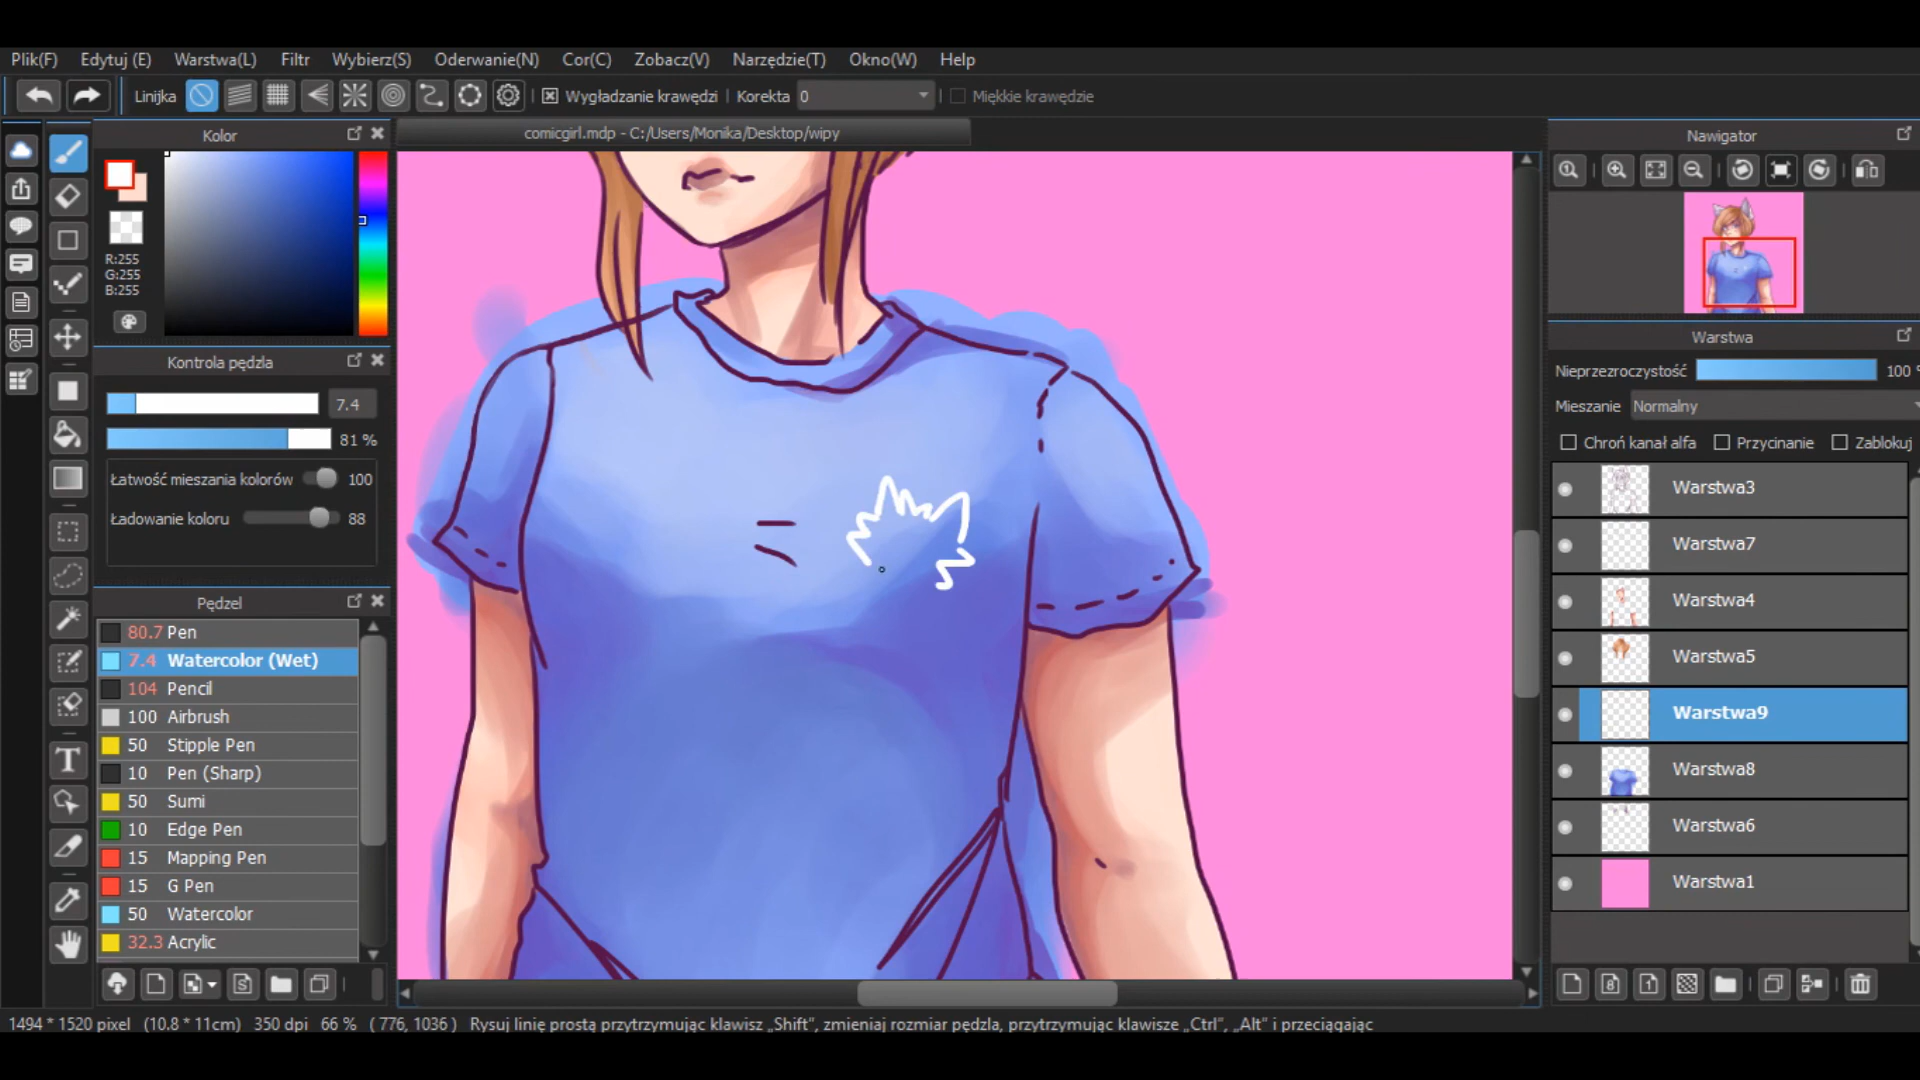 Plik(F) Edytuj (E) Warstwa(L) Filtr Wybierz(S) Oderwanie(N) Cor(C) Zobacz(V) Narzędzie(T) Okno(W) Help
Linijka Wygładzanie krawędzi Korekta 0 Miękkie krawędzie
Kolor
comicgirl.mdp - C:/Users/Monika/Desktop/wipy
Nawigator
R:255
G:255
B:255
Kontrola pędzla
7.4
81 %
Łatwość mieszania kolorów 100
Ładowanie koloru 88
Pędzel
80.7 Pen
7.4 Watercolor (Wet)
104 Pencil
100 Airbrush
50 Stipple Pen
10 Pen (Sharp)
50 Sumi
10 Edge Pen
15 Mapping Pen
15 G Pen
50 Watercolor
32.3 Acrylic
Warstwa
Nieprzezroczystość 100 %
Mieszanie Normalny
Chroń kanał alfa Przycinanie Zablokuj
Warstwa3
Warstwa7
Warstwa4
Warstwa5
Warstwa9
Warstwa8
Warstwa6
Warstwa1
1494 * 1520 pixel (10.8 * 11cm) 350 dpi 66 % ( 776, 1036 ) Rysuj linię prostą przytrzymując klawisz „Shift", zmieniaj rozmiar pędzla, przytrzymując klawisze „Ctrl", „Alt" i przeciągając